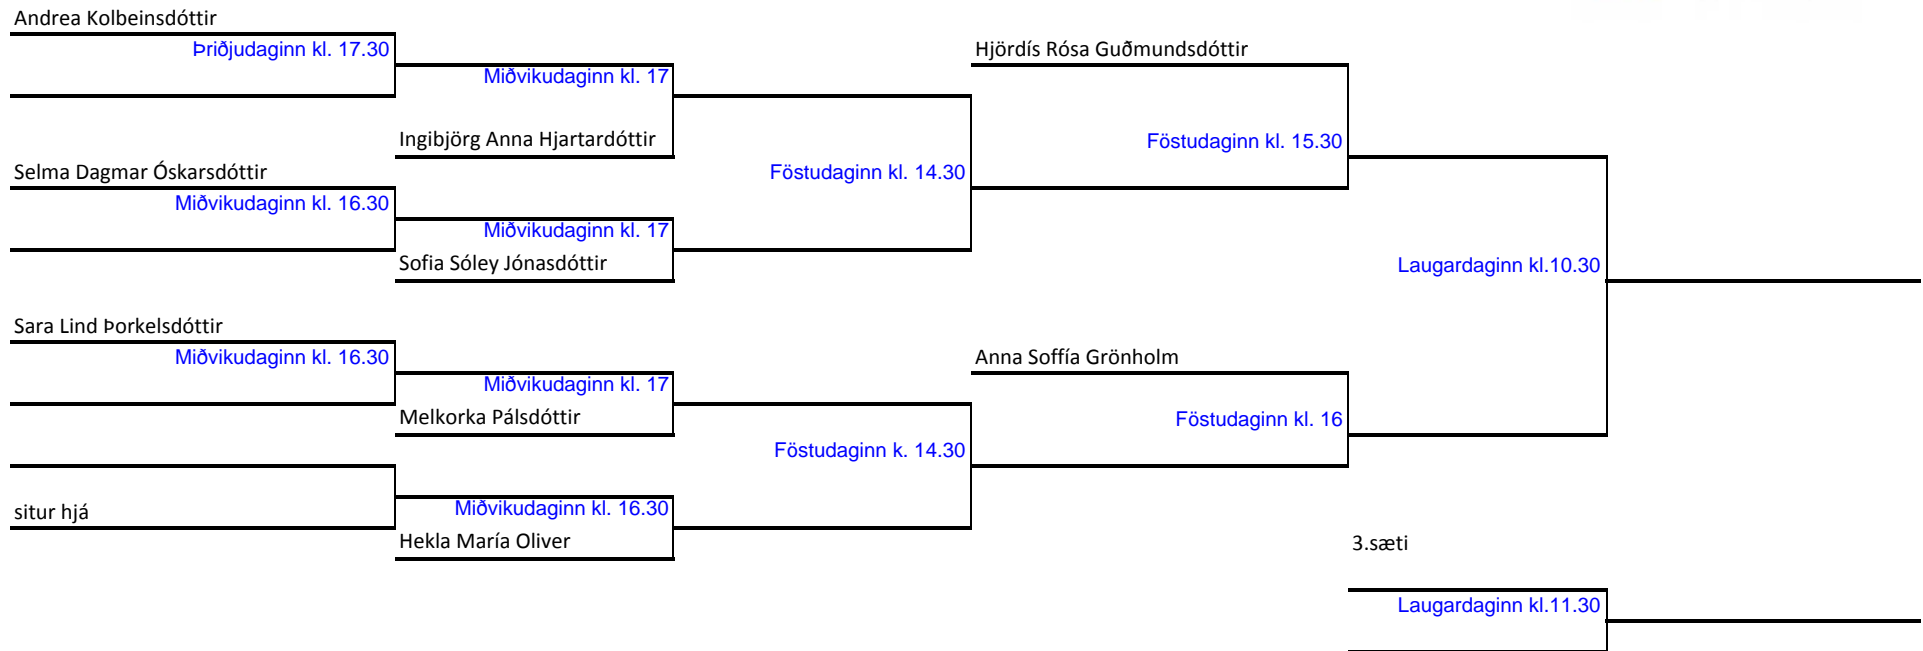 Andrea Kolbeinsdóttir
Þriðjudaginn kl. 17.30
Selma Dagmar Óskarsdóttir
Miðvikudaginn kl. 16.30
Sara Lind Þorkelsdóttir
Miðvikudaginn kl. 16.30
situr hjá
Miðvikudaginn kl. 17
Ingibjörg Anna Hjartardóttir
Miðvikudaginn kl. 17
Sofia Sóley Jónasdóttir
Miðvikudaginn kl. 17
Melkorka Pálsdóttir
Miðvikudaginn kl. 16.30
Hekla María Oliver
Föstudaginn kl. 14.30
Föstudaginn k. 14.30
Hjördís Rósa Guðmundsdóttir
Föstudaginn kl. 15.30
Anna Soffía Grönholm
Föstudaginn kl. 16
Laugardaginn kl.10.30
3.sæti
Laugardaginn kl.11.30